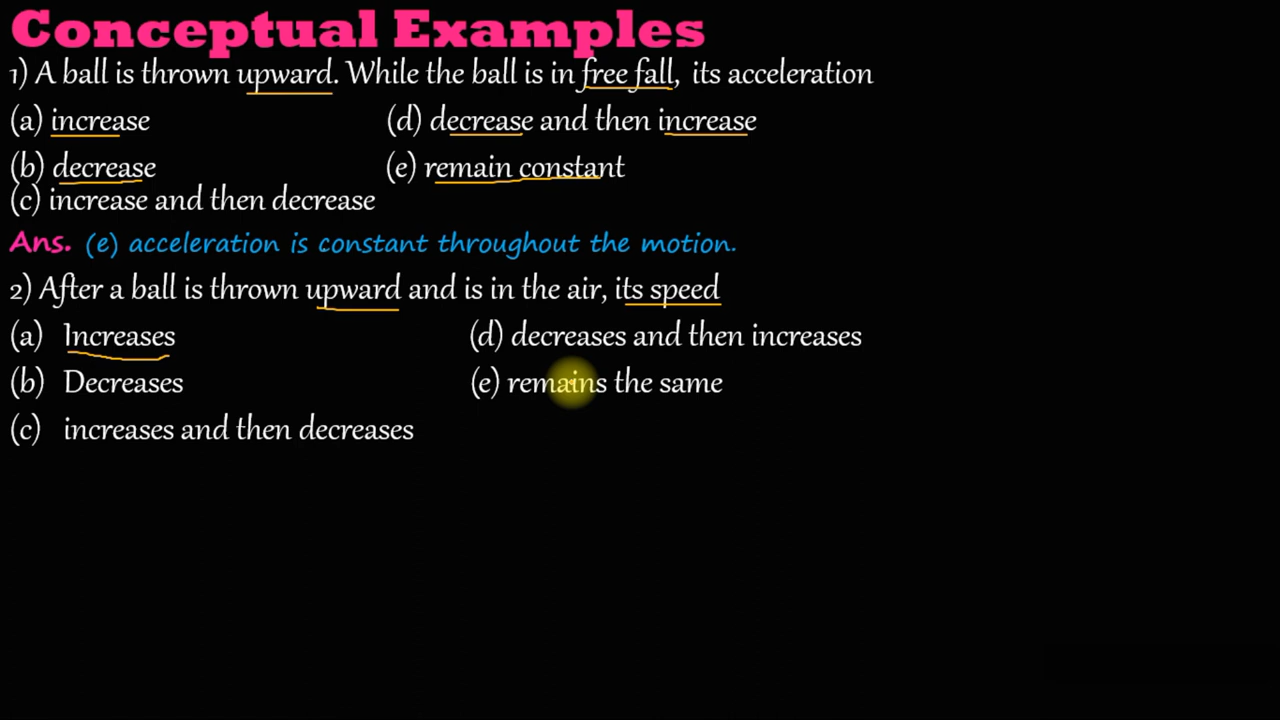 Conceptual Examples
1) A ball is thrown upward. While the ball is in free fall, its acceleration
(a) increase (d) decrease and then increase
(b) decrease (e) remain constant
(c) increase and then decrease
Ans. (e) acceleration is constant throughout the motion.
2) After a ball is thrown upward and is in the air, its speed
(a) Increases (d) decreases and then increases
(b) Decreases (e) remains the same
(c) increases and then decreases